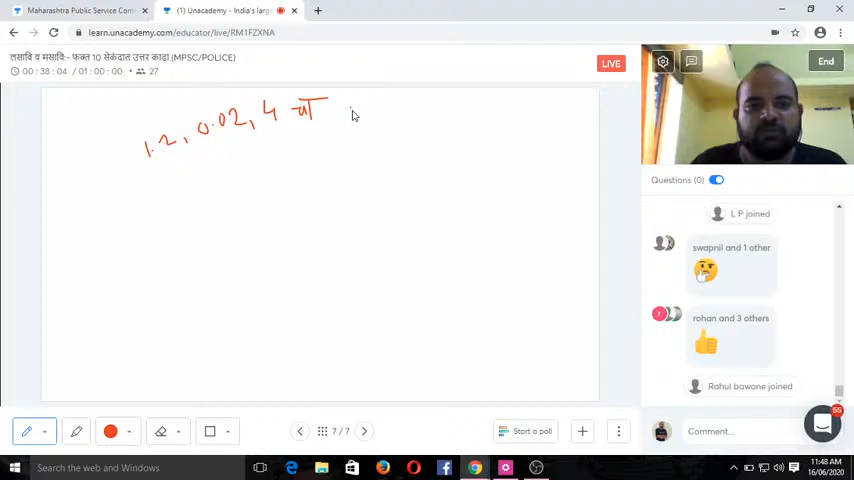 Maharashtra Public Service Com
(1) Unacademy - India's large
learn.unacademy.com/educator/live/RM1FZXNA
लसावि व मसावि:- फक्त 10 सेकंदात उत्तर काढा.(MPSC/POLICE)
00 : 38 : 04 / 01 : 00 : 00 • 27
LIVE
End
1.2, 0.02, 4 चा
Questions (0)
L P joined
swapnil and 1 other
rohan and 3 others
Rahul bawane joined
7 / 7
Start a poll
Comment...
55
Search the web and Windows
11:48 AM
16/06/2020